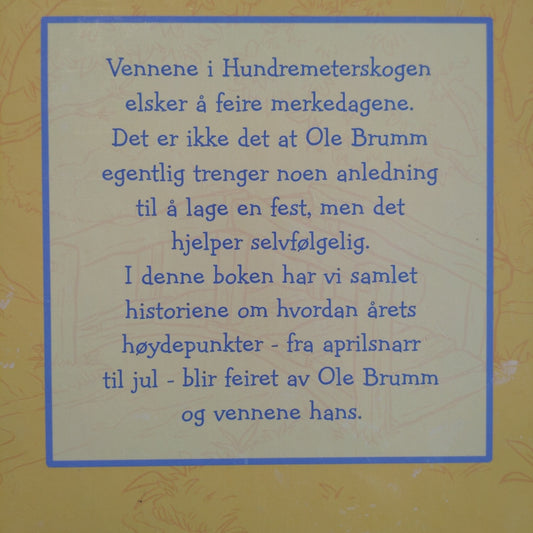 Vennene i Hundremeterskogen
elsker å feire merkedagene.
Det er ikke det at Ole Brumm
egentlig trenger noen anledning
til å lage en fest, men det
hjelper selvfølgelig.
I denne boken har vi samlet
historiene om hvordan årets
høydepunkter - fra aprilsnarr
til jul - blir feiret av Ole Brumm
og vennene hans.